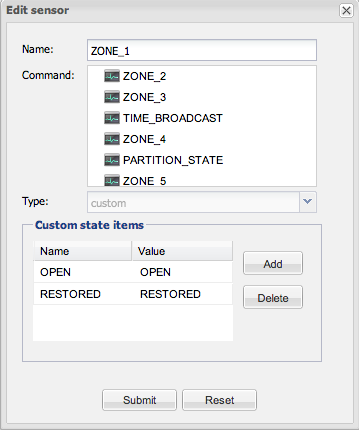 Edit sensor
Name:
ZONE_1
Command:
ZONE_2
ZONE_3
TIME_BROADCAST
ZONE_4
PARTITION_STATE
ZONE_5
Type:
custom
Custom state items
Name Value
OPEN OPEN
RESTORED RESTORED
Add
Delete
Submit Reset